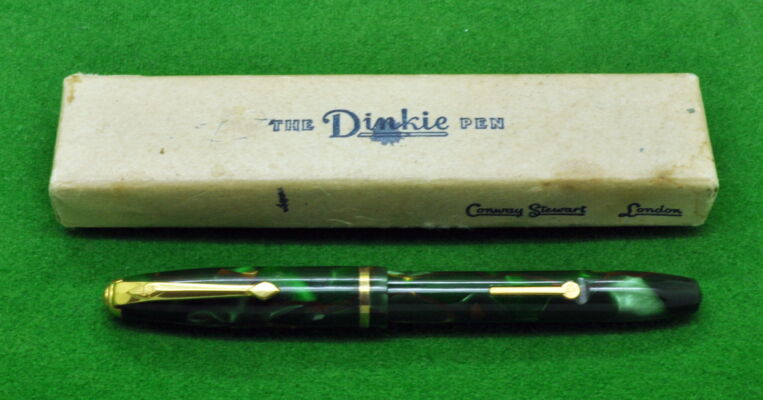 THE Dinkie PEN
Conway Stewart London